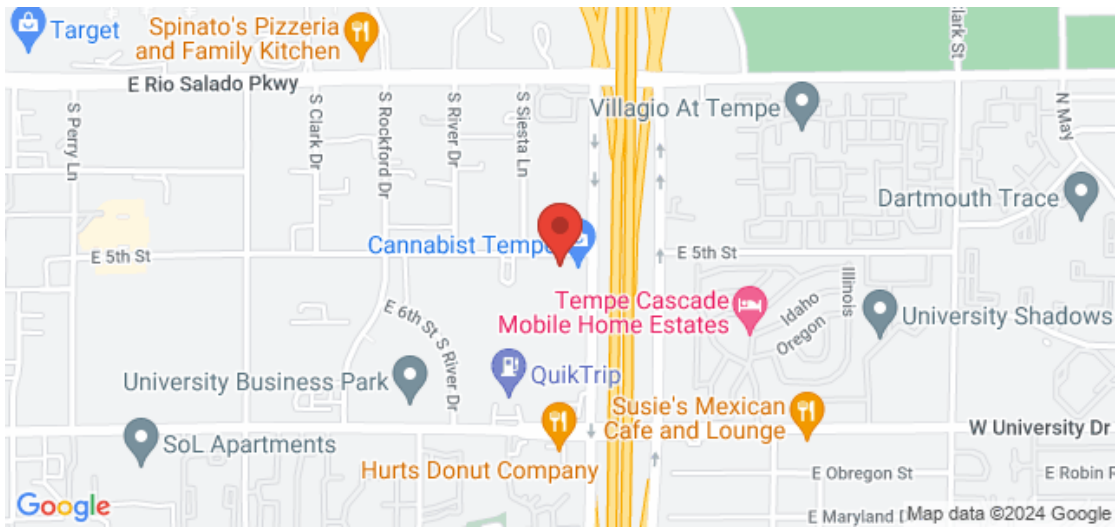 Target
Spinato's Pizzeria
and Family Kitchen
E Rio Salado Pkwy
S Perry Ln
S Clark Dr
S Rockford Dr
S River Dr
S Siesta Ln
Clark St
N May
Villagio At Tempe
Dartmouth Trace
Cannabist Tempe
E 5th St
E 5th St
Tempe Cascade
Mobile Home Estates
Idaho
Oregon
Illinois
University Shadows
E 6th St
S River Dr
University Business Park
QuikTrip
Susie's Mexican
Cafe and Lounge
W University Dr
SoL Apartments
Hurts Donut Company
E Obregon St
E Robin R
Google
E Maryland
Map data ©2024 Google